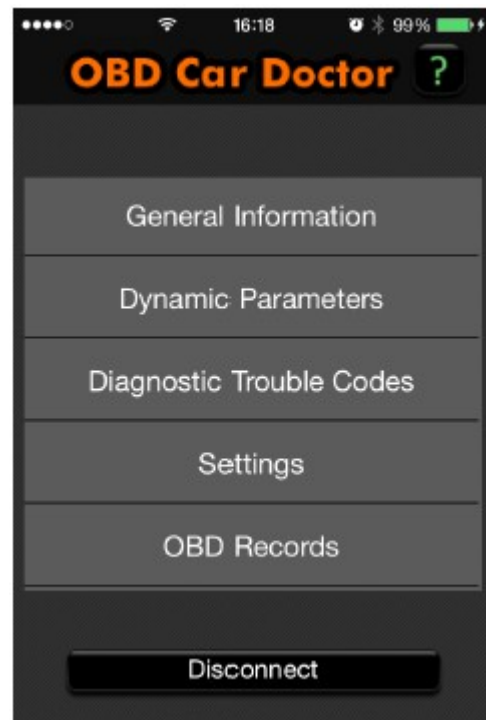 16:18 99%
OBD Car Doctor ?
General Information
Dynamic Parameters
Diagnostic Trouble Codes
Settings
OBD Records
Disconnect